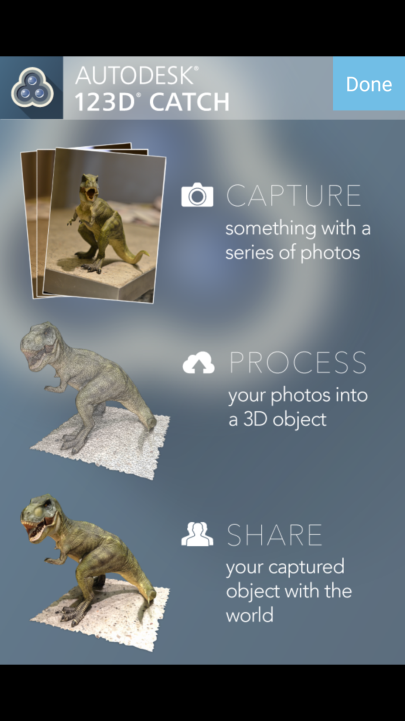 AUTODESK®
123D® CATCH
Done
CAPTURE
something with a
series of photos
PROCESS
your photos into
a 3D object
SHARE
your captured
object with the
world